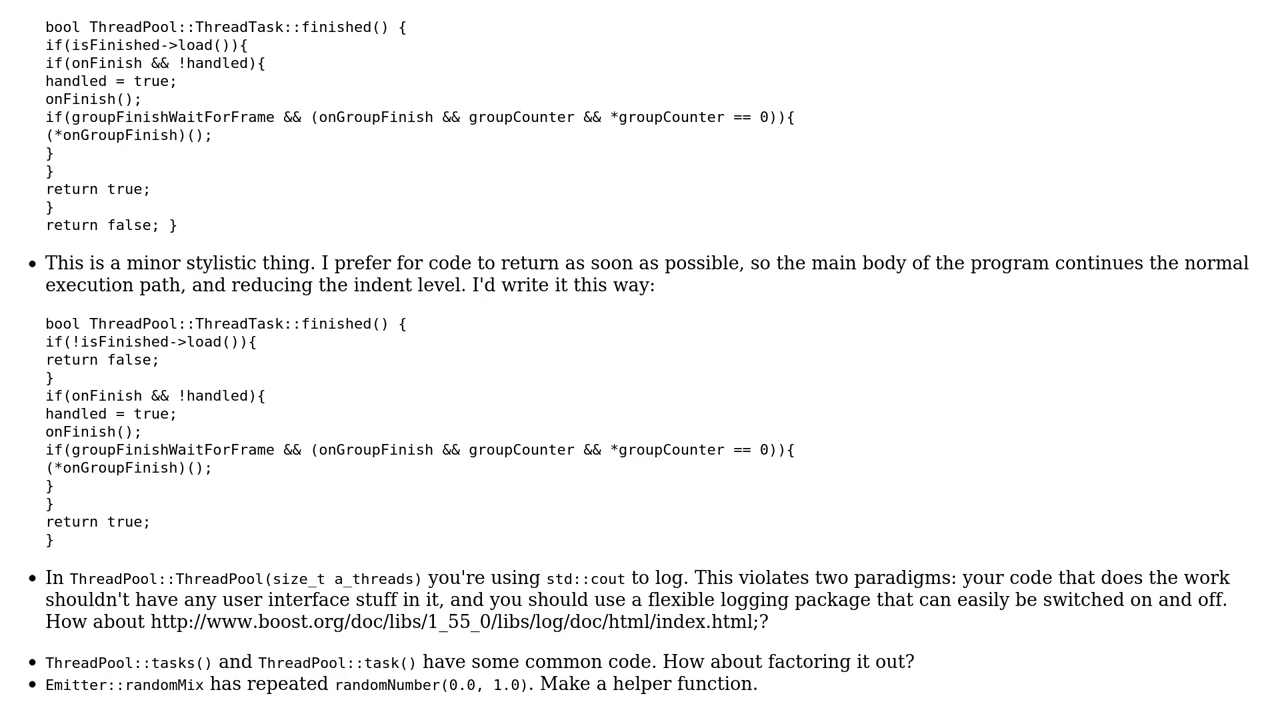 bool ThreadPool::ThreadTask::finished() {
if(isFinished->load()){
if(onFinish && !handled){
handled = true;
onFinish();
if(groupFinishWaitForFrame && (onGroupFinish && groupCounter && *groupCounter == 0)){
(*onGroupFinish)();
}
}
return true;
}
return false; }
• This is a minor stylistic thing. I prefer for code to return as soon as possible, so the main body of the program continues the normal
execution path, and reducing the indent level. I'd write it this way:
bool ThreadPool::ThreadTask::finished() {
if(!isFinished->load()){
return false;
}
if(onFinish && !handled){
handled = true;
onFinish();
if(groupFinishWaitForFrame && (onGroupFinish && groupCounter && *groupCounter == 0)){
(*onGroupFinish)();
}
}
return true;
}
• In ThreadPool::ThreadPool(size_t a_threads) you're using std::cout to log. This violates two paradigms: your code that does the work
shouldn't have any user interface stuff in it, and you should use a flexible logging package that can easily be switched on and off.
How about http://www.boost.org/doc/libs/1_55_0/libs/log/doc/html/index.html;?
• ThreadPool::tasks() and ThreadPool::task() have some common code. How about factoring it out?
• Emitter::randomMix has repeated randomNumber(0.0, 1.0). Make a helper function.